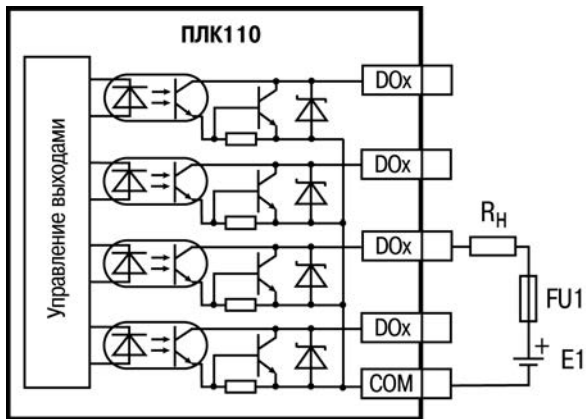 ПЛК110
Управление выходами
DOx
DOx
DOx
DOx
COM
RН
FU1
+
E1